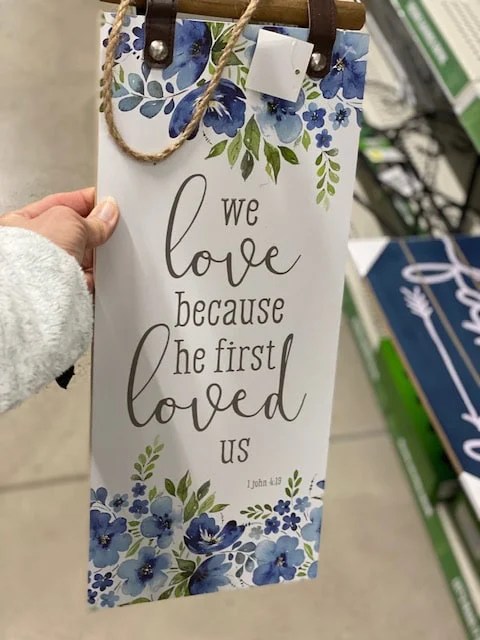 we
love
because
he first
loved
us
1 john 4:19